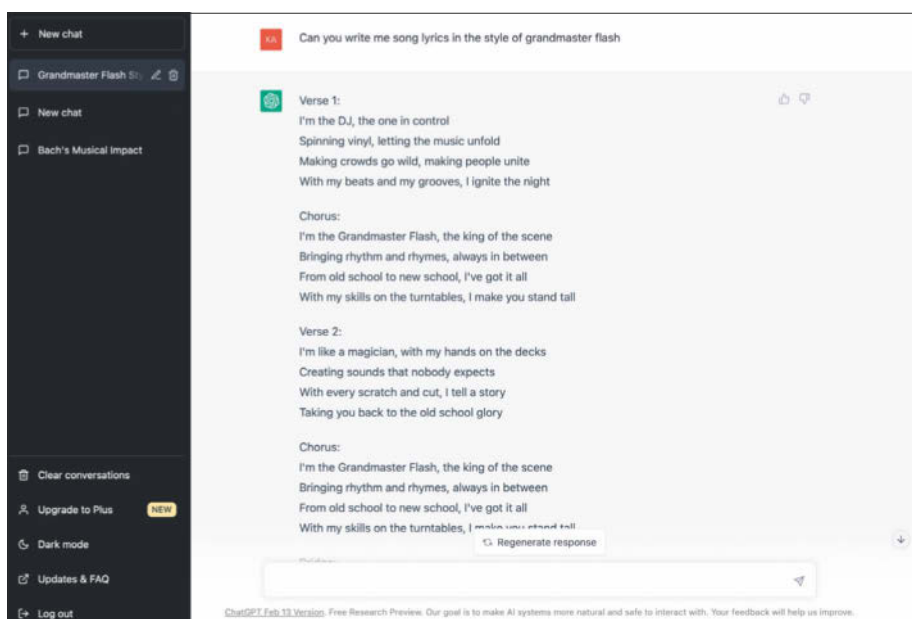 New chat
Grandmaster Flash
New chat
Bach's Musical Impact
Clear conversations
Upgrade to Plus NEW
Dark mode
Updates & FAQ
Log out
KA Can you write me song lyrics in the style of grandmaster flash
Verse 1:
I'm the DJ, the one in control
Spinning vinyl, letting the music unfold
Making crowds go wild, making people unite
With my beats and my grooves, I ignite the night
Chorus:
I'm the Grandmaster Flash, the king of the scene
Bringing rhythm and rhymes, always in between
From old school to new school, I've got it all
With my skills on the turntables, I make you stand tall
Verse 2:
I'm like a magician, with my hands on the decks
Creating sounds that nobody expects
With every scratch and cut, I tell a story
Taking you back to the old school glory
Chorus:
I'm the Grandmaster Flash, the king of the scene
Bringing rhythm and rhymes, always in between
From old school to new school, I've got it all
With my skills on the turntables, I make you stand tall
Regenerate response
ChatGPT Feb 13 Version. Free Research Preview. Our goal is to make AI systems more natural and safe to interact with. Your feedback will help us improve.